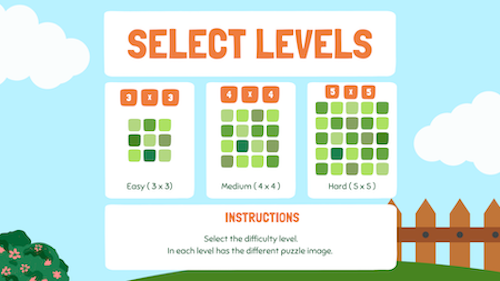 SELECT LEVELS
3 x 3
4 x 4
5 x 5
Easy ( 3 x 3)
Medium ( 4 x 4 )
Hard ( 5 x 5 )
INSTRUCTIONS
Select the difficulty level.
In each level has the different puzzle image.